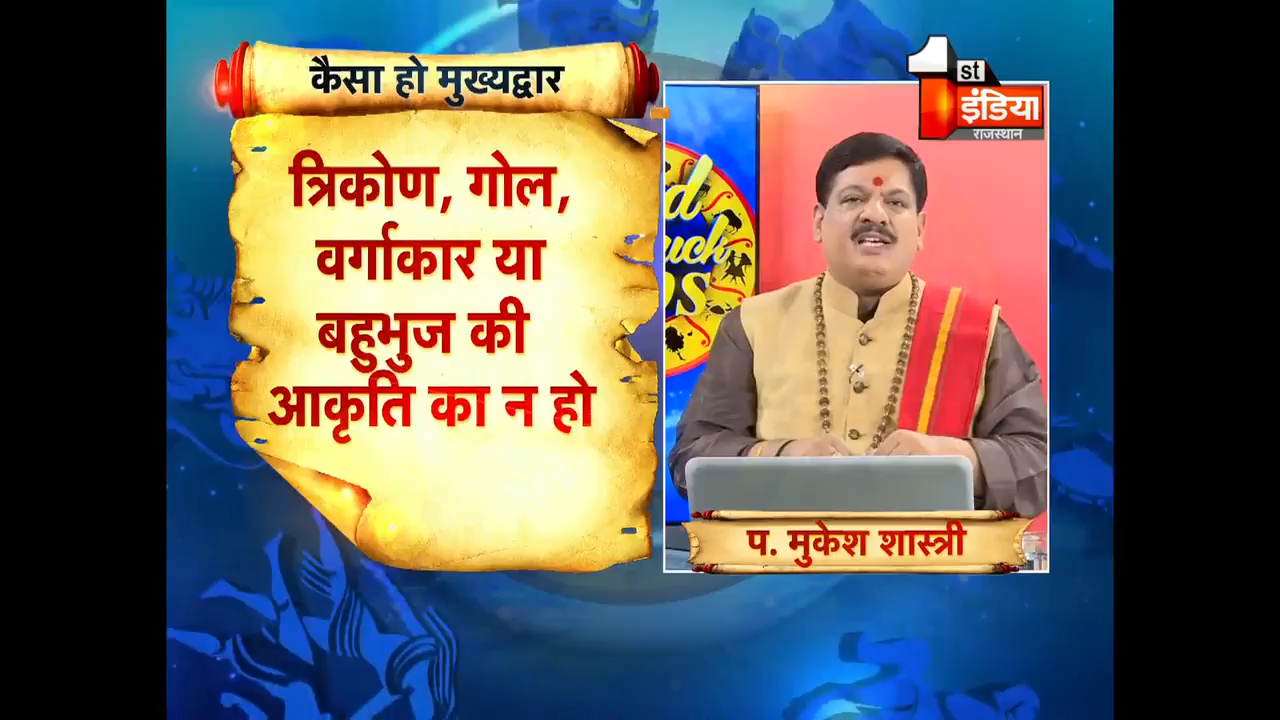 कैसा हो मुख्यद्वार
त्रिकोण, गोल,
वर्गाकार या
बहुभुज की
आकृति का न हो
1st
इंडिया
राजस्थान
प. मुकेश शास्त्री